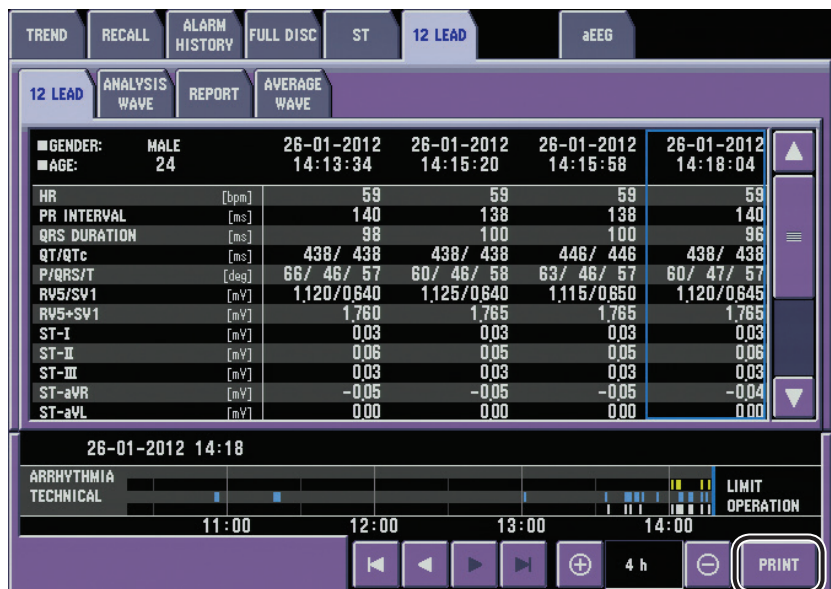 TREND RECALL ALARM HISTORY FULL DISC ST 12 LEAD aEEG
12 LEAD ANALYSIS WAVE REPORT AVERAGE WAVE
■GENDER: MALE 26-01-2012 26-01-2012 26-01-2012 26-01-2012
■AGE: 24 14:13:34 14:15:20 14:15:58 14:18:04
HR [bpm] 59 59 59 59
PR INTERVAL [ms] 140 138 138 140
QRS DURATION [ms] 98 100 100 96
QT/QTc [ms] 438/ 438 438/ 438 446/ 446 438/ 438
P/QRS/T [deg] 66/ 46/ 57 60/ 46/ 58 63/ 46/ 57 60/ 47/ 57
RV5/SV1 [mV] 1,120/0,640 1,125/0,640 1,115/0,650 1,120/0,645
RV5+SV1 [mV] 1,760 1,765 1,765 1,765
ST-I [mV] 0,03 0,03 0,03 0,03
ST-II [mV] 0,06 0,05 0,05 0,06
ST-III [mV] 0,03 0,03 0,03 0,03
ST-aVR [mV] -0,05 -0,05 -0,05 -0,04
ST-aVL [mV] 0,00 0,00 0,00 0,00
26-01-2012 14:18
ARRHYTHMIA
TECHNICAL LIMIT
OPERATION
11:00 12:00 13:00 14:00
4 h PRINT